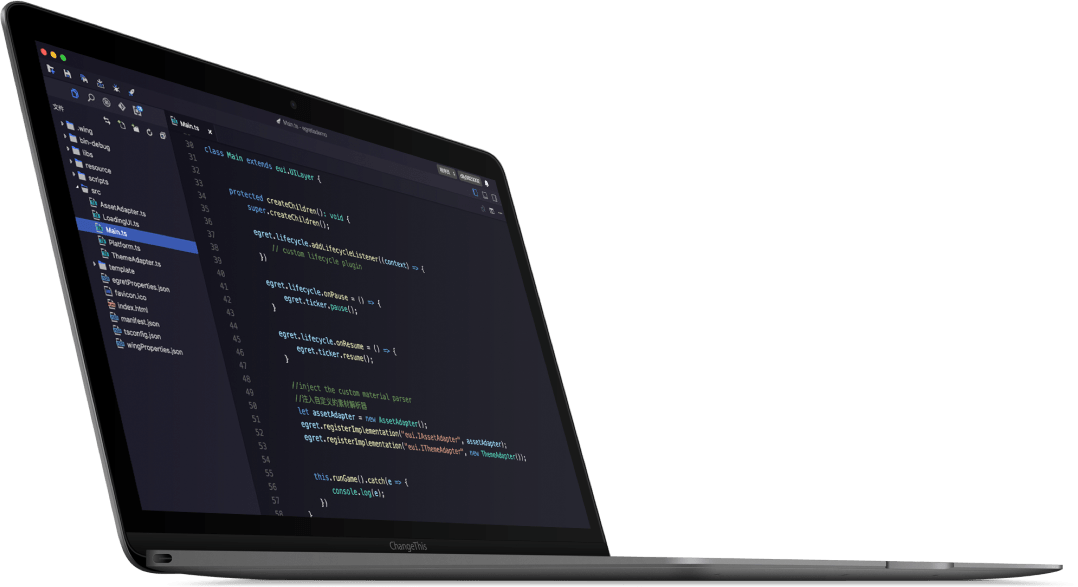 Main.ts - egretdemo
文件
.wing
bin-debug
libs
resource
scripts
src
AssetAdapter.ts
LoadingUI.ts
Main.ts
Platform.ts
ThemeAdapter.ts
template
egretProperties.json
favicon.ico
index.html
manifest.json
tsconfig.json
wingProperties.json
Main.ts x
30
31 class Main extends eui.UILayer {
32
33
34 protected createChildren(): void {
35 super.createChildren();
36
37 egret.lifecycle.addLifecycleListener((context) => {
38 // custom lifecycle plugin
39 })
40
41 egret.lifecycle.onPause = () => {
42 egret.ticker.pause();
43 }
44
45 egret.lifecycle.onResume = () => {
46 egret.ticker.resume();
47 }
48
49 //inject the custom material parser
50 //注入自定义的素材解析器
51 let assetAdapter = new AssetAdapter();
52 egret.registerImplementation("eui.IAssetAdapter", assetAdapter);
53 egret.registerImplementation("eui.IThemeAdapter", new ThemeAdapter());
54
55
56 this.runGame().catch(e => {
57 console.log(e);
58 })
}
ChangeThis